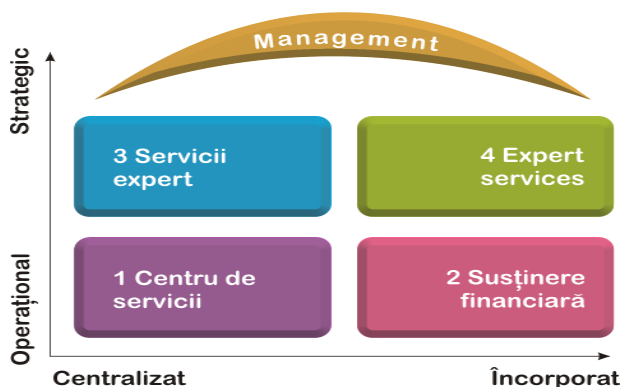 Management
Strategic
3 Servicii
expert
4 Expert
services
Operațional
1 Centru de
servicii
2 Susținere
financiară
Centralizat
Încorporat